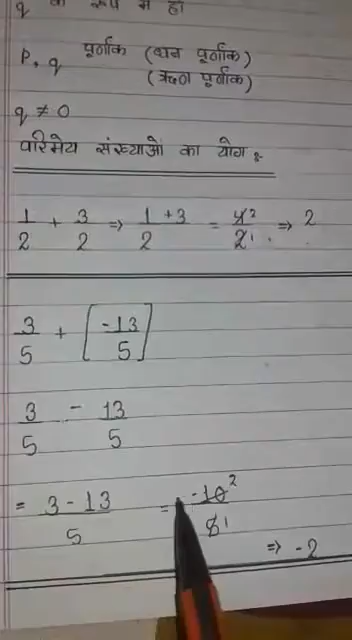 q के रूप में हो
P, q पूर्णांक (धन पूर्णांक)
(ऋण पूर्णांक)
q ≠ 0
परिमेय संख्याओं का योग :-
1/2 + 3/2 => 1+3/2 = 4²/2₁ => 2
3/5 + [-13/5]
3/5 - 13/5
= 3-13/5 = -10²/5₁
=> -2